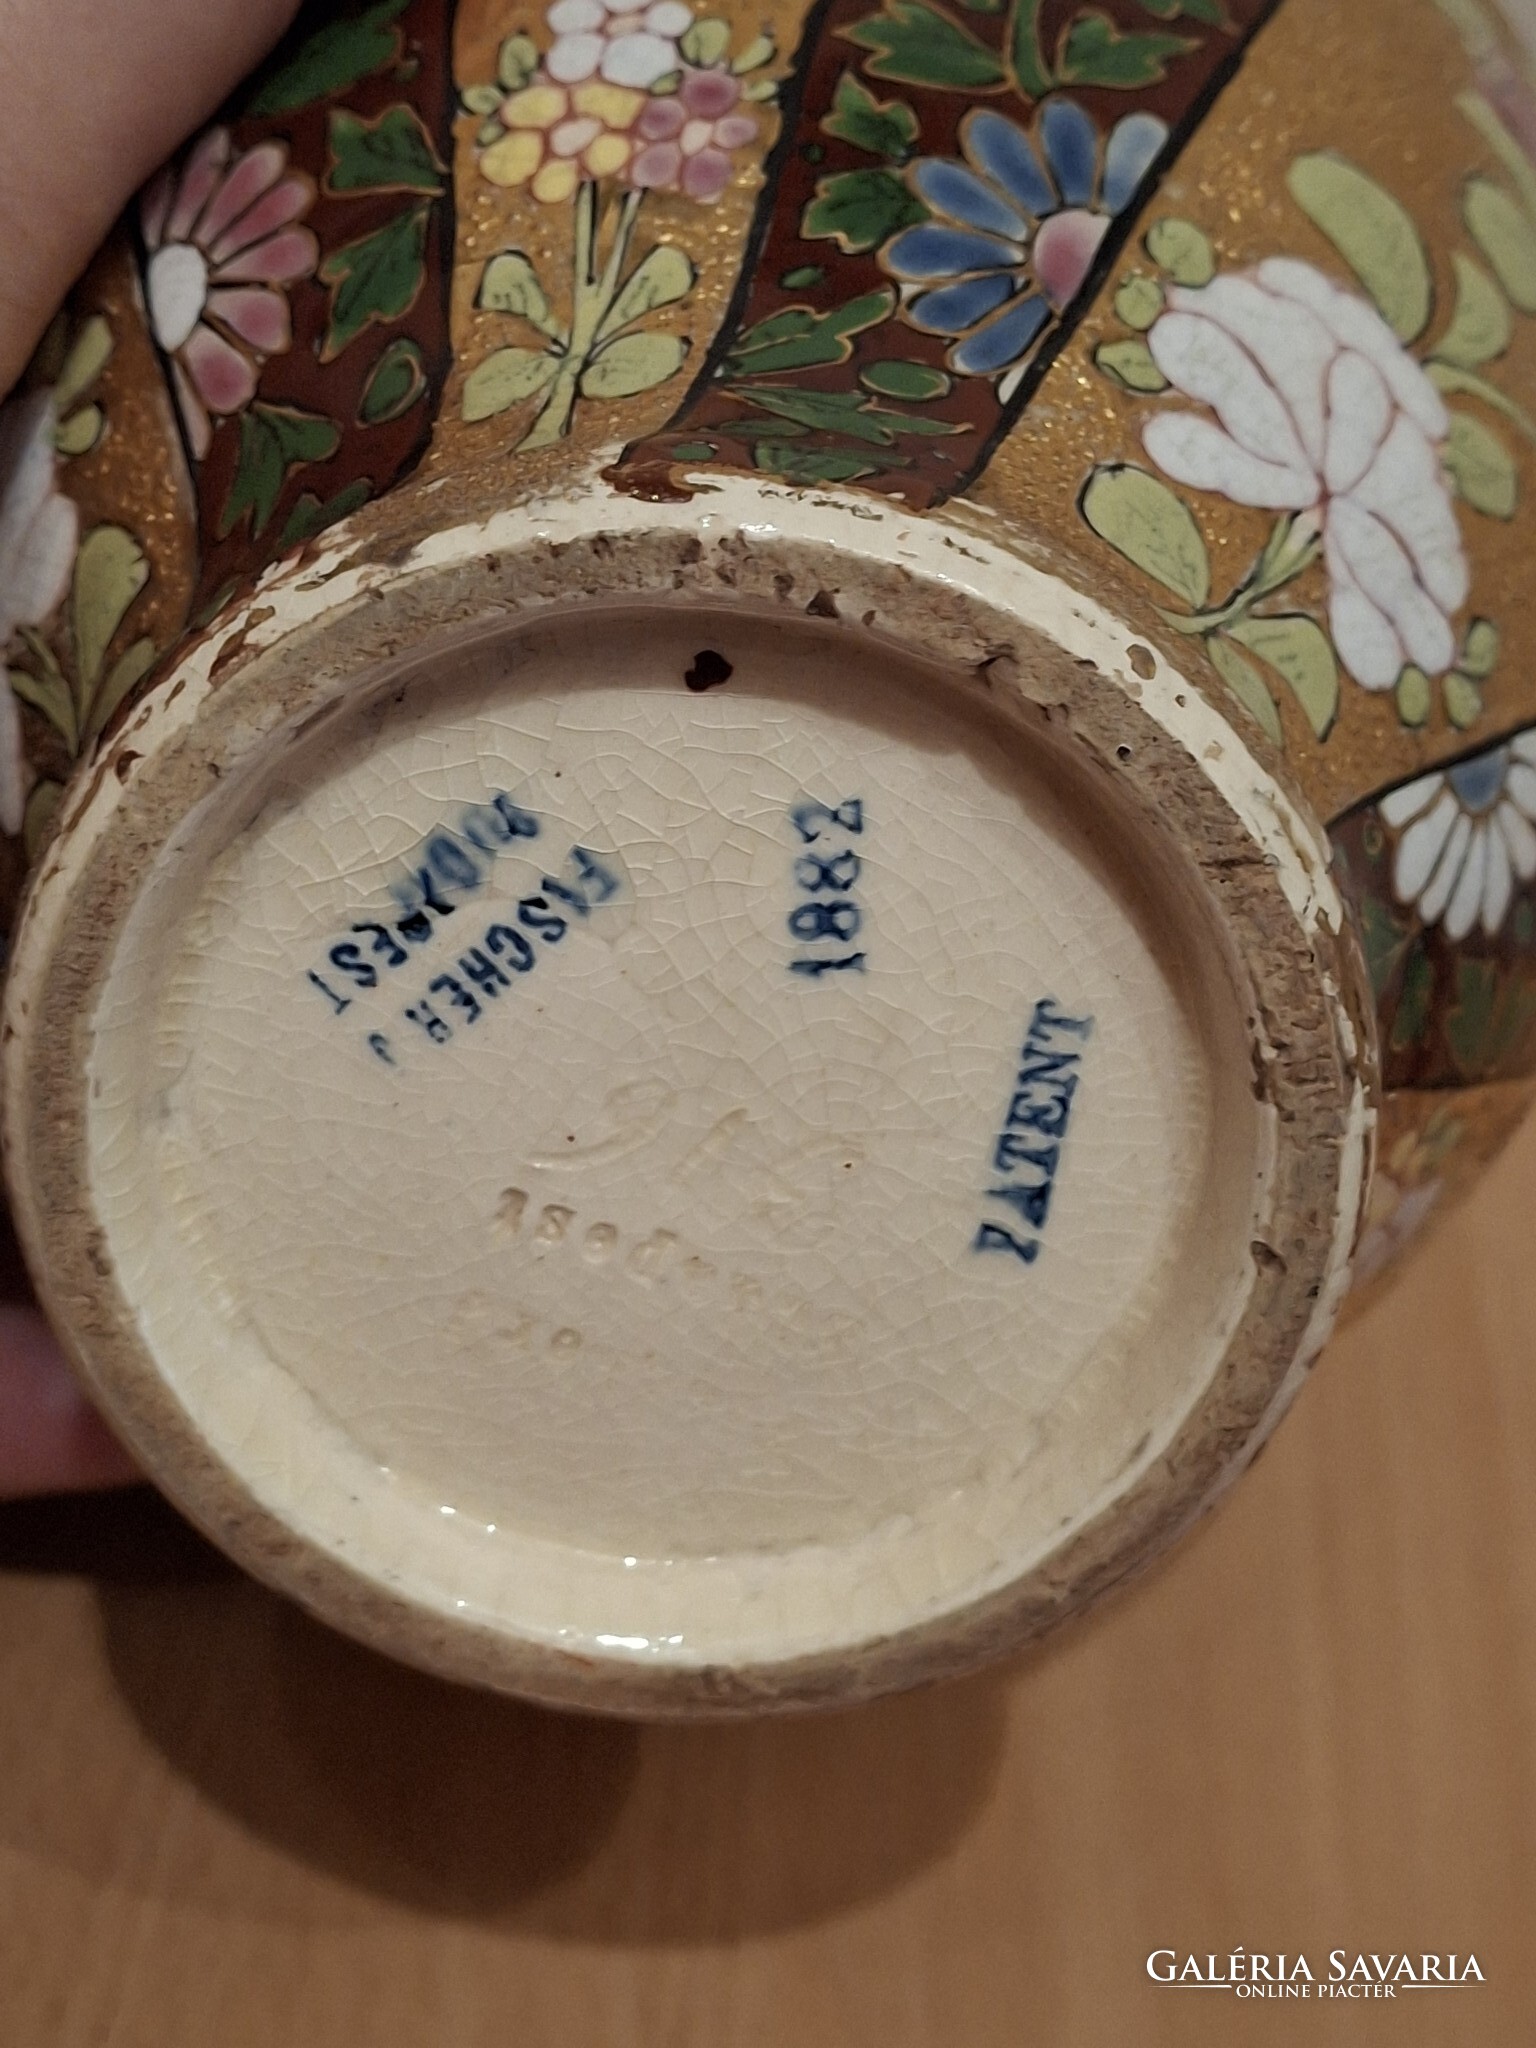 FISCHER J
BUDAPEST
1882
PATENT
GALÉRIA SAVARIA
ONLINE PIACTÉR